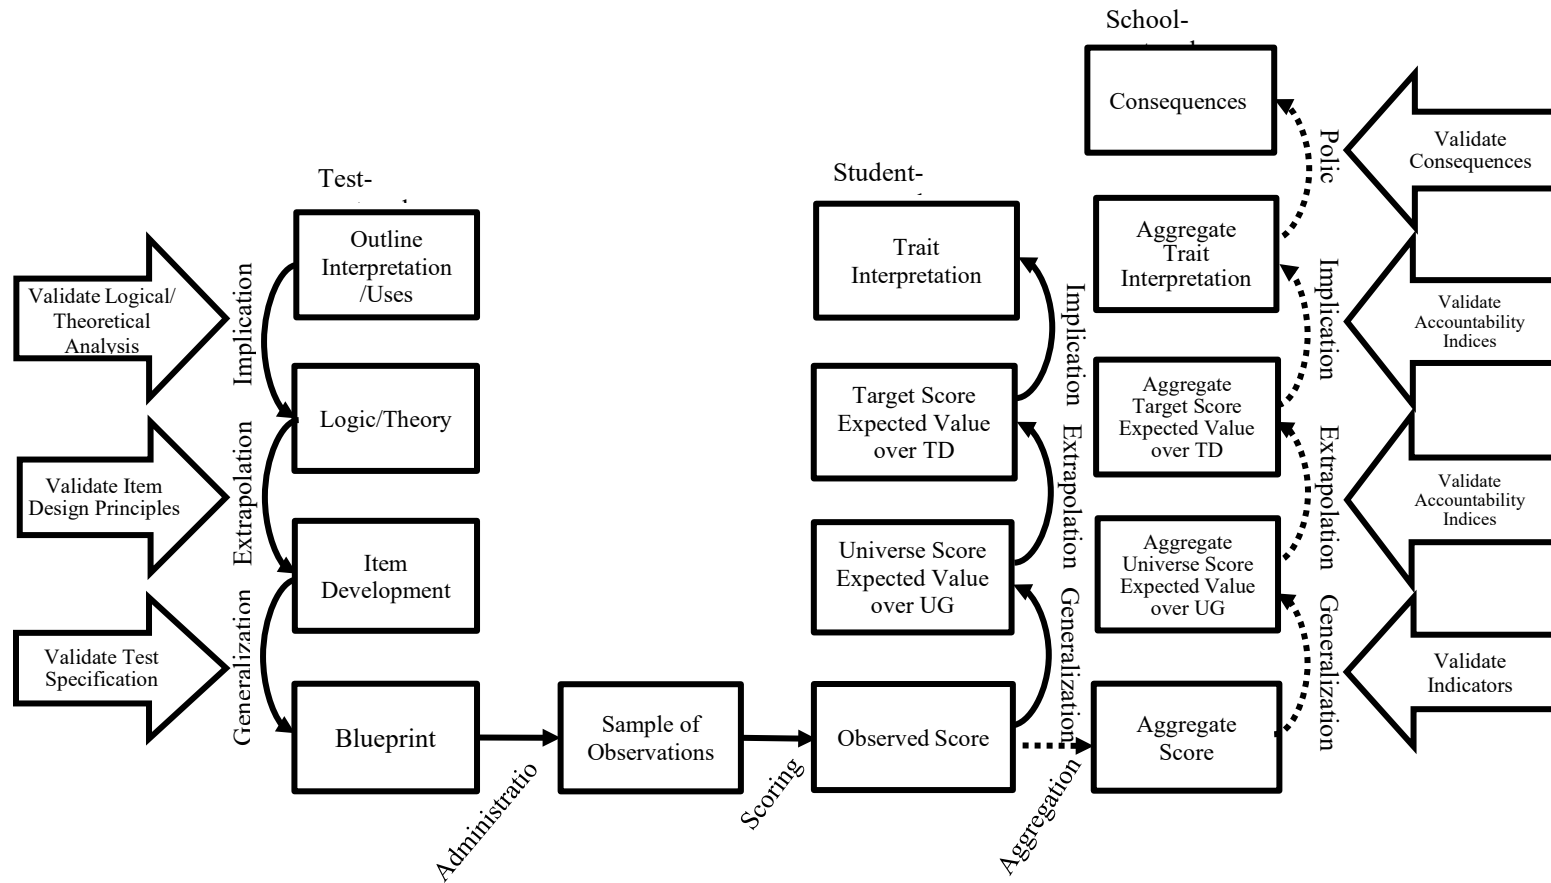 School-
Consequences
Polic
Validate
Consequences
Test-
Student-
Outline
Interpretation
/Uses
Trait
Interpretation
Aggregate
Trait
Interpretation
Validate Logical/
Theoretical
Analysis
Implication
Implication
Implication
Validate
Accountability
Indices
Logic/Theory
Target Score
Expected Value
over TD
Aggregate
Target Score
Expected Value
over TD
Validate Item
Design Principles
Extrapolation
Extrapolation
Extrapolation
Validate
Accountability
Indices
Item
Development
Universe Score
Expected Value
over UG
Aggregate
Universe Score
Expected Value
over UG
Validate Test
Specification
Generalization
Generalization
Generalization
Validate
Indicators
Blueprint
Sample of
Observations
Observed Score
Aggregate
Score
Administratio
Scoring
Aggregation